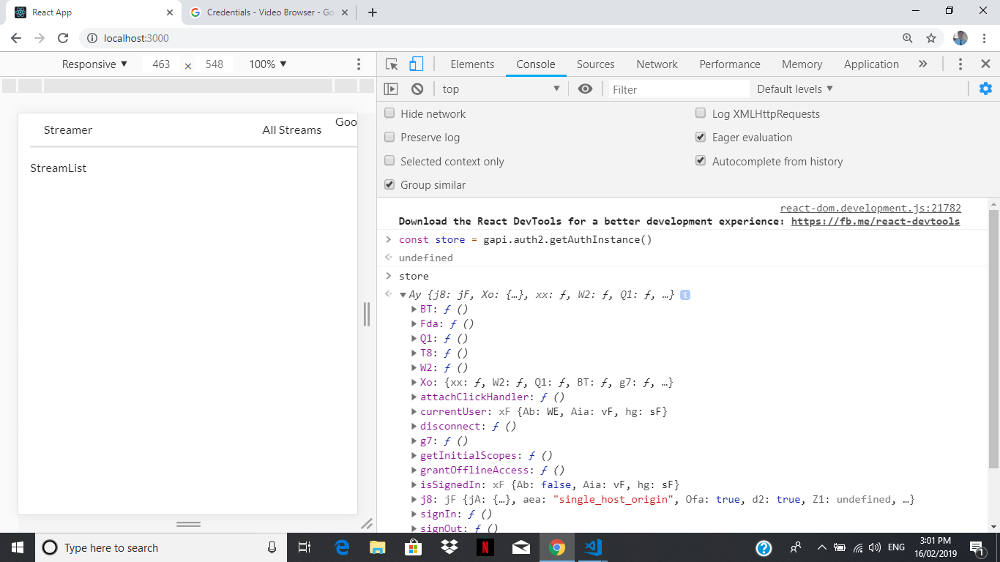 React App
Credentials - Video Browser - Go
localhost:3000
Responsive ▼ 463 × 548 100% ▼
Elements Console Sources Network Performance Memory Application »
top ▼ Filter Default levels ▼
Hide network Log XMLHttpRequests
Preserve log Eager evaluation
Selected context only Autocomplete from history
Group similar
Streamer All Streams Goo
StreamList
react-dom.development.js:21782
Download the React DevTools for a better development experience: https://fb.me/react-devtools
> const store = gapi.auth2.getAuthInstance()
undefined
> store
▼Ay {j8: jF, Xo: {…}, xx: ƒ, W2: ƒ, Q1: ƒ, …} i
▶BT: ƒ ()
▶Fda: ƒ ()
▶Q1: ƒ ()
▶T8: ƒ ()
▶W2: ƒ ()
▶Xo: {xx: ƒ, W2: ƒ, Q1: ƒ, BT: ƒ, g7: ƒ, …}
▶attachClickHandler: ƒ ()
▶currentUser: xF {Ab: WE, Aia: vF, hg: sF}
▶disconnect: ƒ ()
▶g7: ƒ ()
▶getInitialScopes: ƒ ()
▶grantOfflineAccess: ƒ ()
▶isSignedIn: xF {Ab: false, Aia: vF, hg: sF}
▶j8: jF {jA: {…}, aea: "single_host_origin", Ofa: true, d2: true, Z1: undefined, …}
▶signIn: ƒ ()
▶signOut: ƒ ()
Type here to search
ENG
3:01 PM
16/02/2019
1